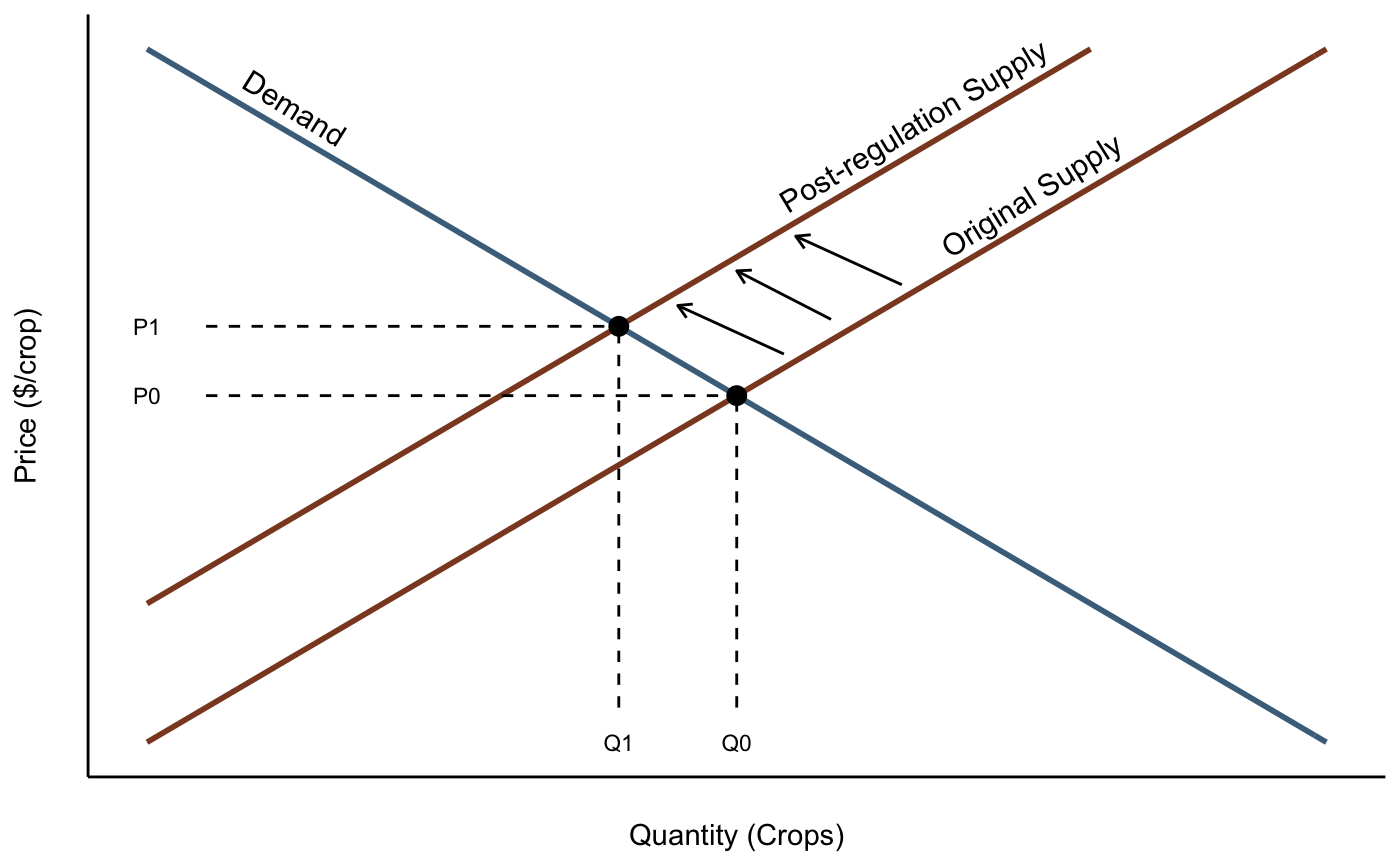 Demand
Post-regulation Supply
Original Supply
Price ($/crop)
P1
P0
Q1
Q0
Quantity (Crops)